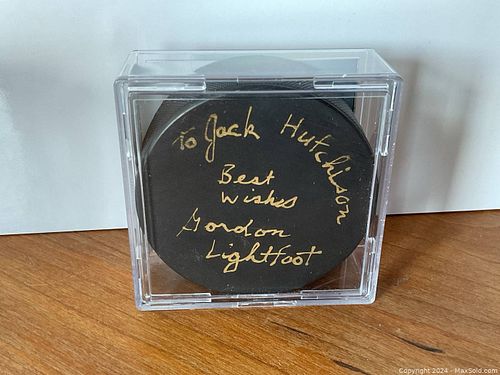 To Jack Hutchison
Best
Wishes
Gordon
Lightfoot
Copyright 2024 - MaxSold.com